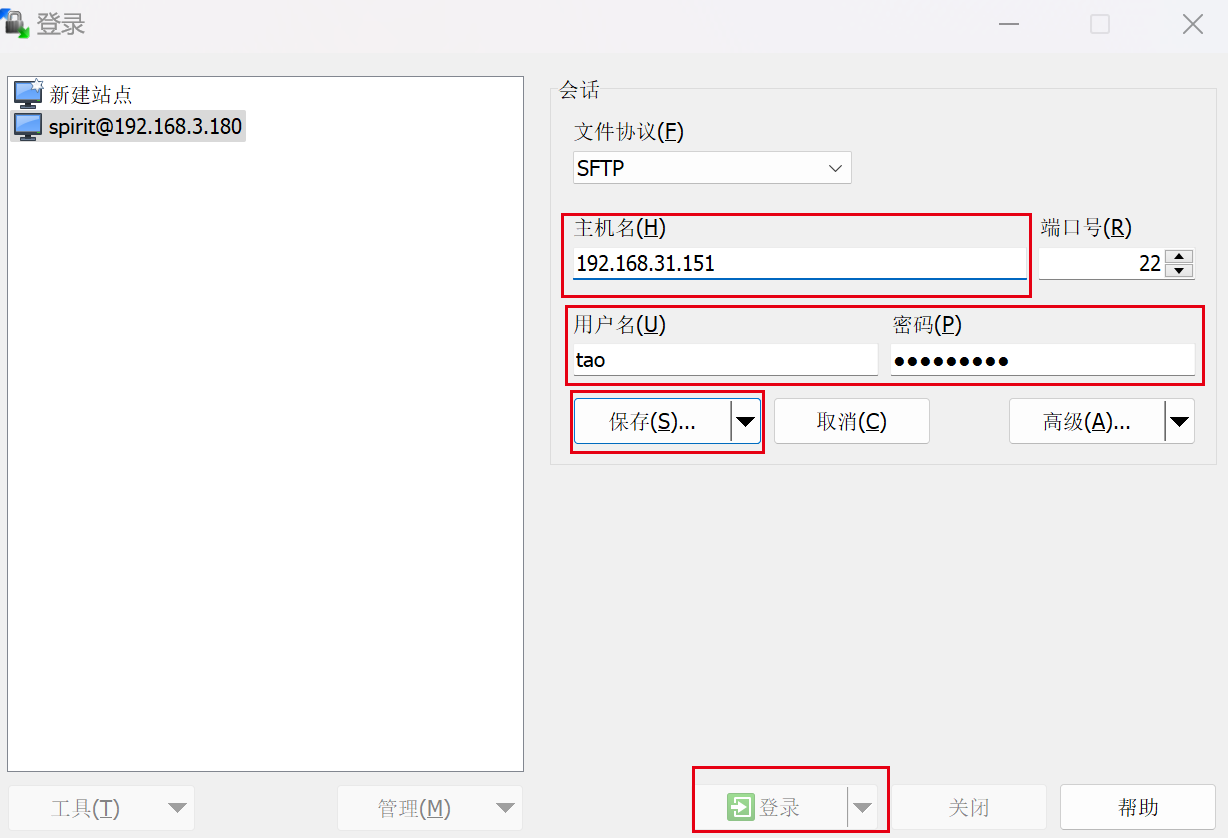 登录
新建站点
spirit@192.168.3.180
会话
文件协议(F)
SFTP
主机名(H)
端口号(R)
192.168.31.151
22
用户名(U)
密码(P)
tao
●●●●●●●●●
保存(S)...
取消(C)
高级(A)...
工具(T)
管理(M)
登录
关闭
帮助